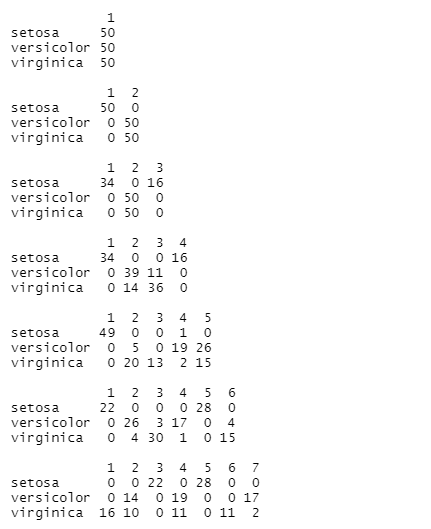 1
setosa 50
versicolor 50
virginica 50
1 2
setosa 50 0
versicolor 0 50
virginica 0 50
1 2 3
setosa 34 0 16
versicolor 0 50 0
virginica 0 50 0
1 2 3 4
setosa 34 0 0 16
versicolor 0 39 11 0
virginica 0 14 36 0
1 2 3 4 5
setosa 49 0 0 1 0
versicolor 0 5 0 19 26
virginica 0 20 13 2 15
1 2 3 4 5 6
setosa 22 0 0 0 28 0
versicolor 0 26 3 17 0 4
virginica 0 4 30 1 0 15
1 2 3 4 5 6 7
setosa 0 0 22 0 28 0 0
versicolor 0 14 0 19 0 0 17
virginica 16 10 0 11 0 11 2